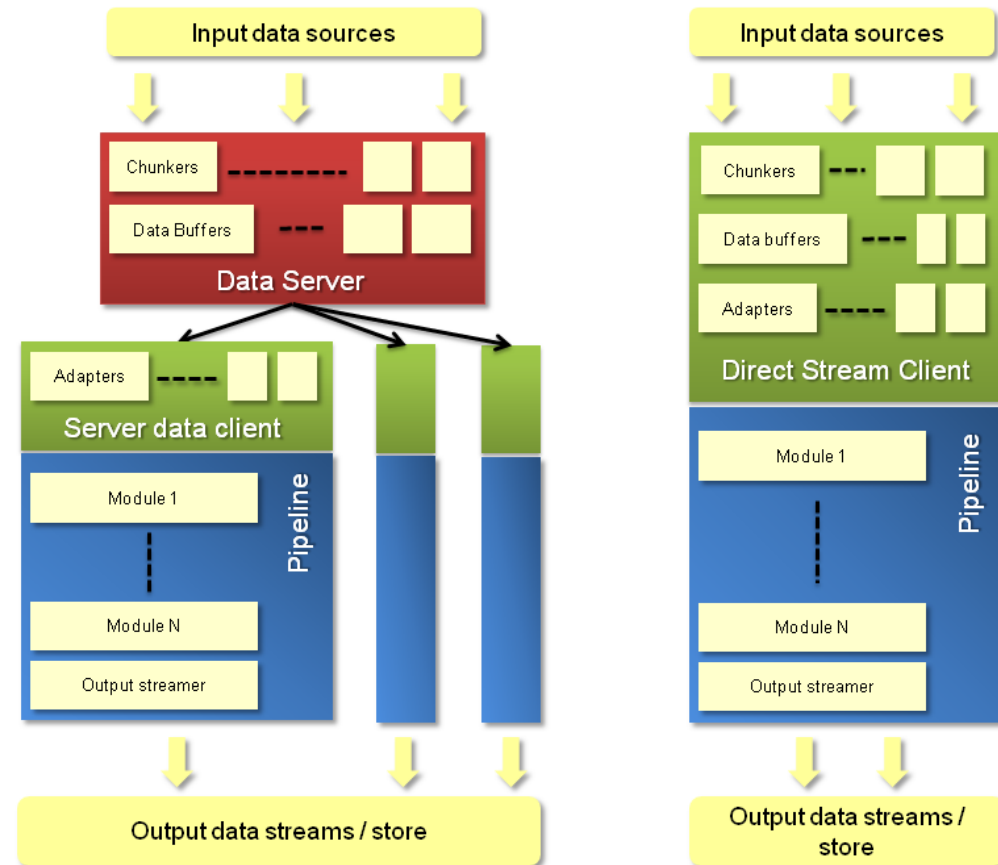 Input data sources
Chunkers
Data Buffers
Data Server
Adapters
Server data client
Module 1
Pipeline
Module N
Output streamer
Output data streams / store
Input data sources
Chunkers
Data buffers
Adapters
Direct Stream Client
Module 1
Pipeline
Module N
Output streamer
Output data streams /
store